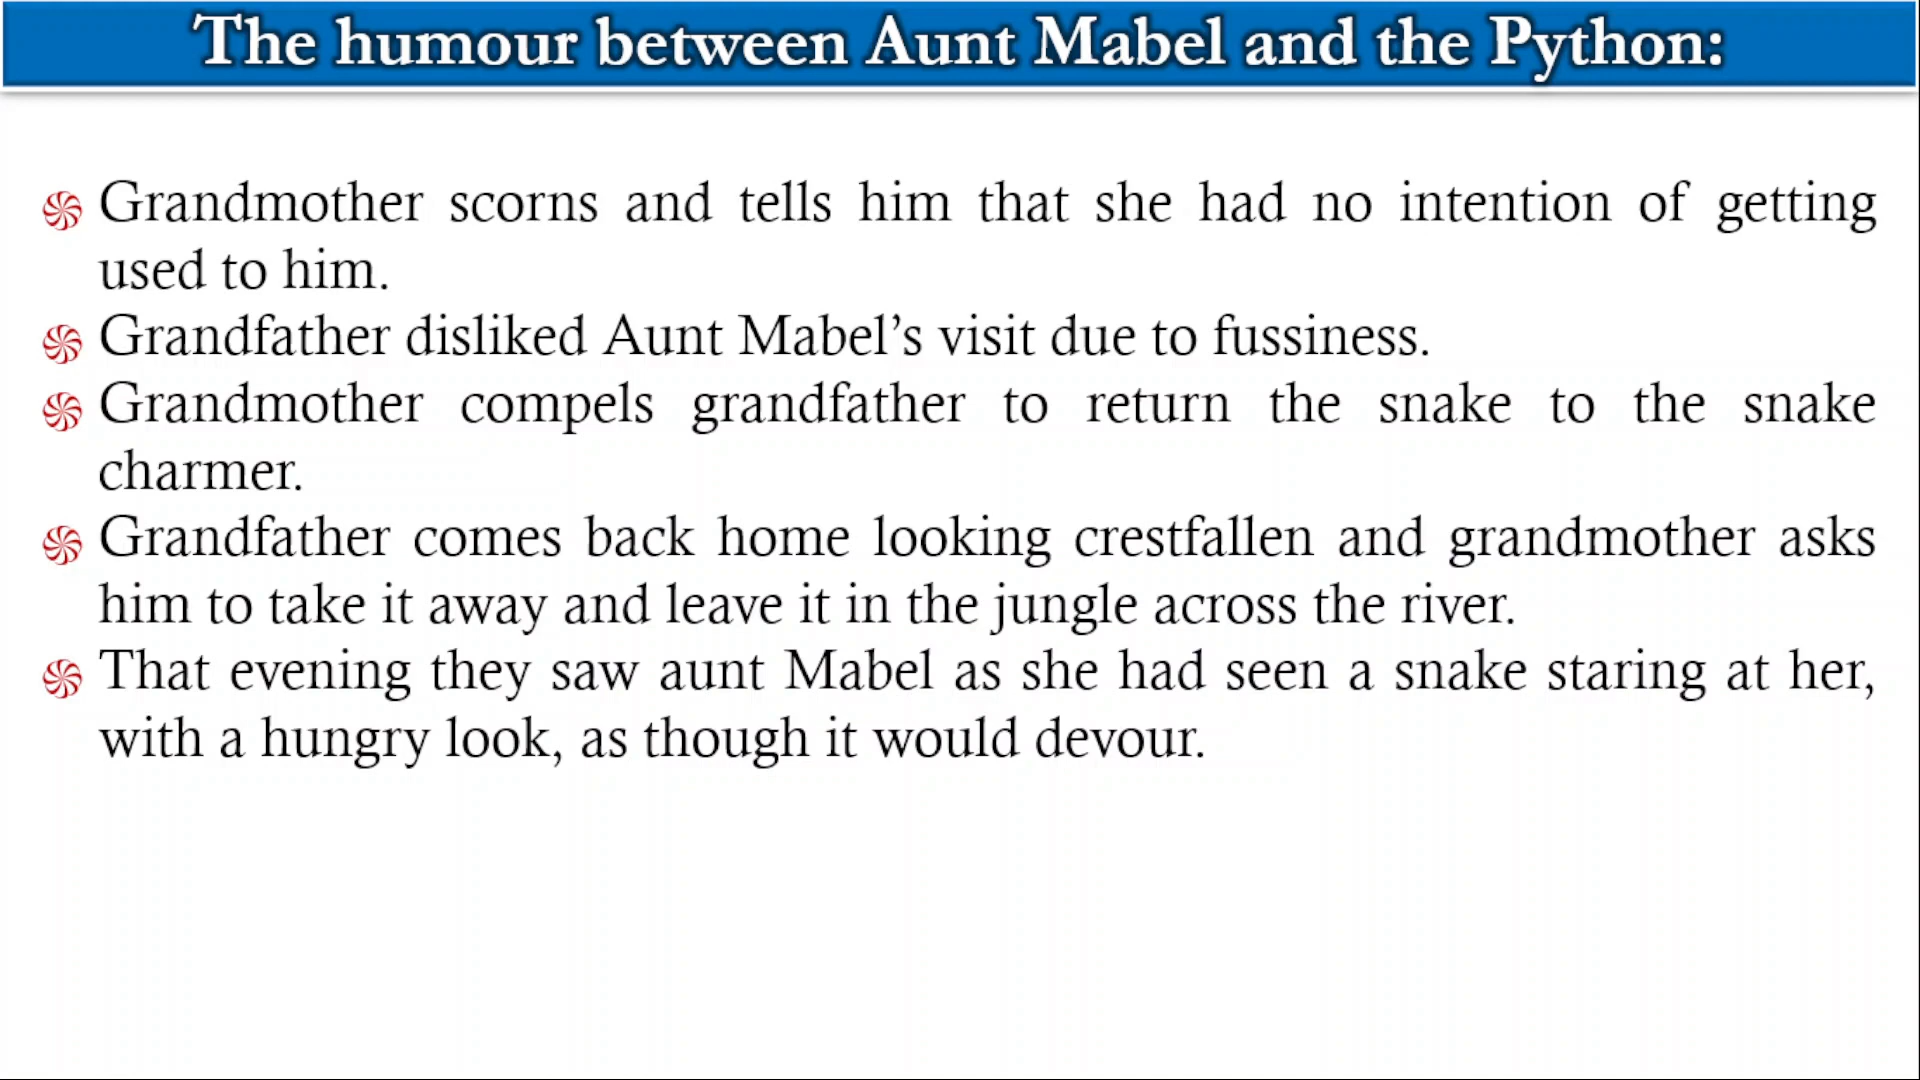 The humour between Aunt Mabel and the Python:
Grandmother scorns and tells him that she had no intention of getting
used to him.
Grandfather disliked Aunt Mabel’s visit due to fussiness.
Grandmother compels grandfather to return the snake to the snake
charmer.
Grandfather comes back home looking crestfallen and grandmother asks
him to take it away and leave it in the jungle across the river.
That evening they saw aunt Mabel as she had seen a snake staring at her,
with a hungry look, as though it would devour.